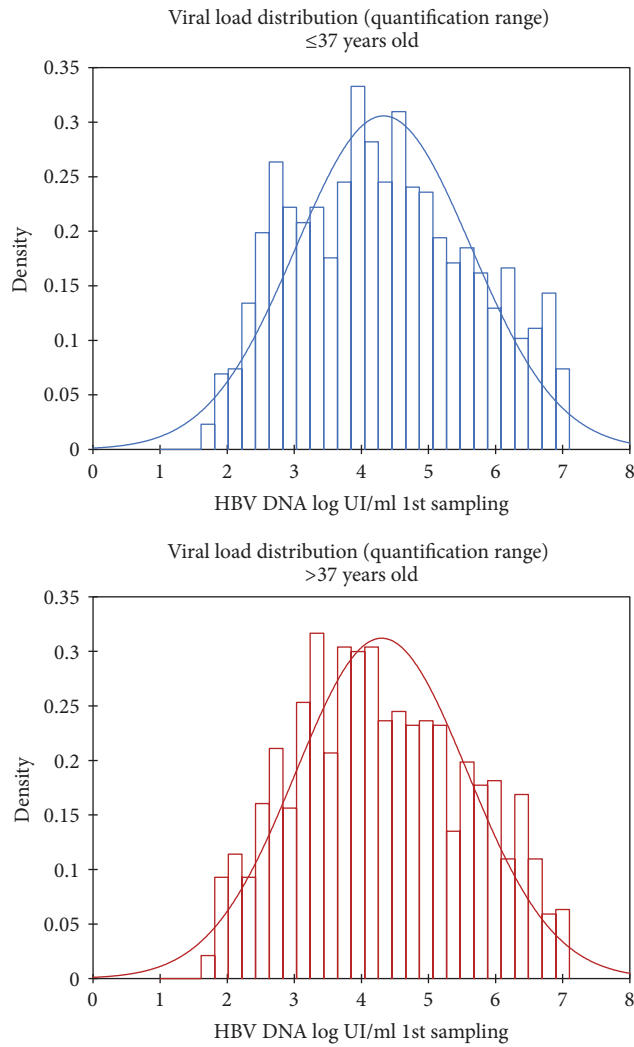 Viral load distribution (quantification range)
≤37 years old
0.35
0.3
0.25
0.2
0.15
0.1
0.05
0
Density
0 1 2 3 4 5 6 7 8
HBV DNA log UI/ml 1st sampling
Viral load distribution (quantification range)
>37 years old
0.35
0.3
0.25
0.2
0.15
0.1
0.05
0
Density
0 1 2 3 4 5 6 7 8
HBV DNA log UI/ml 1st sampling